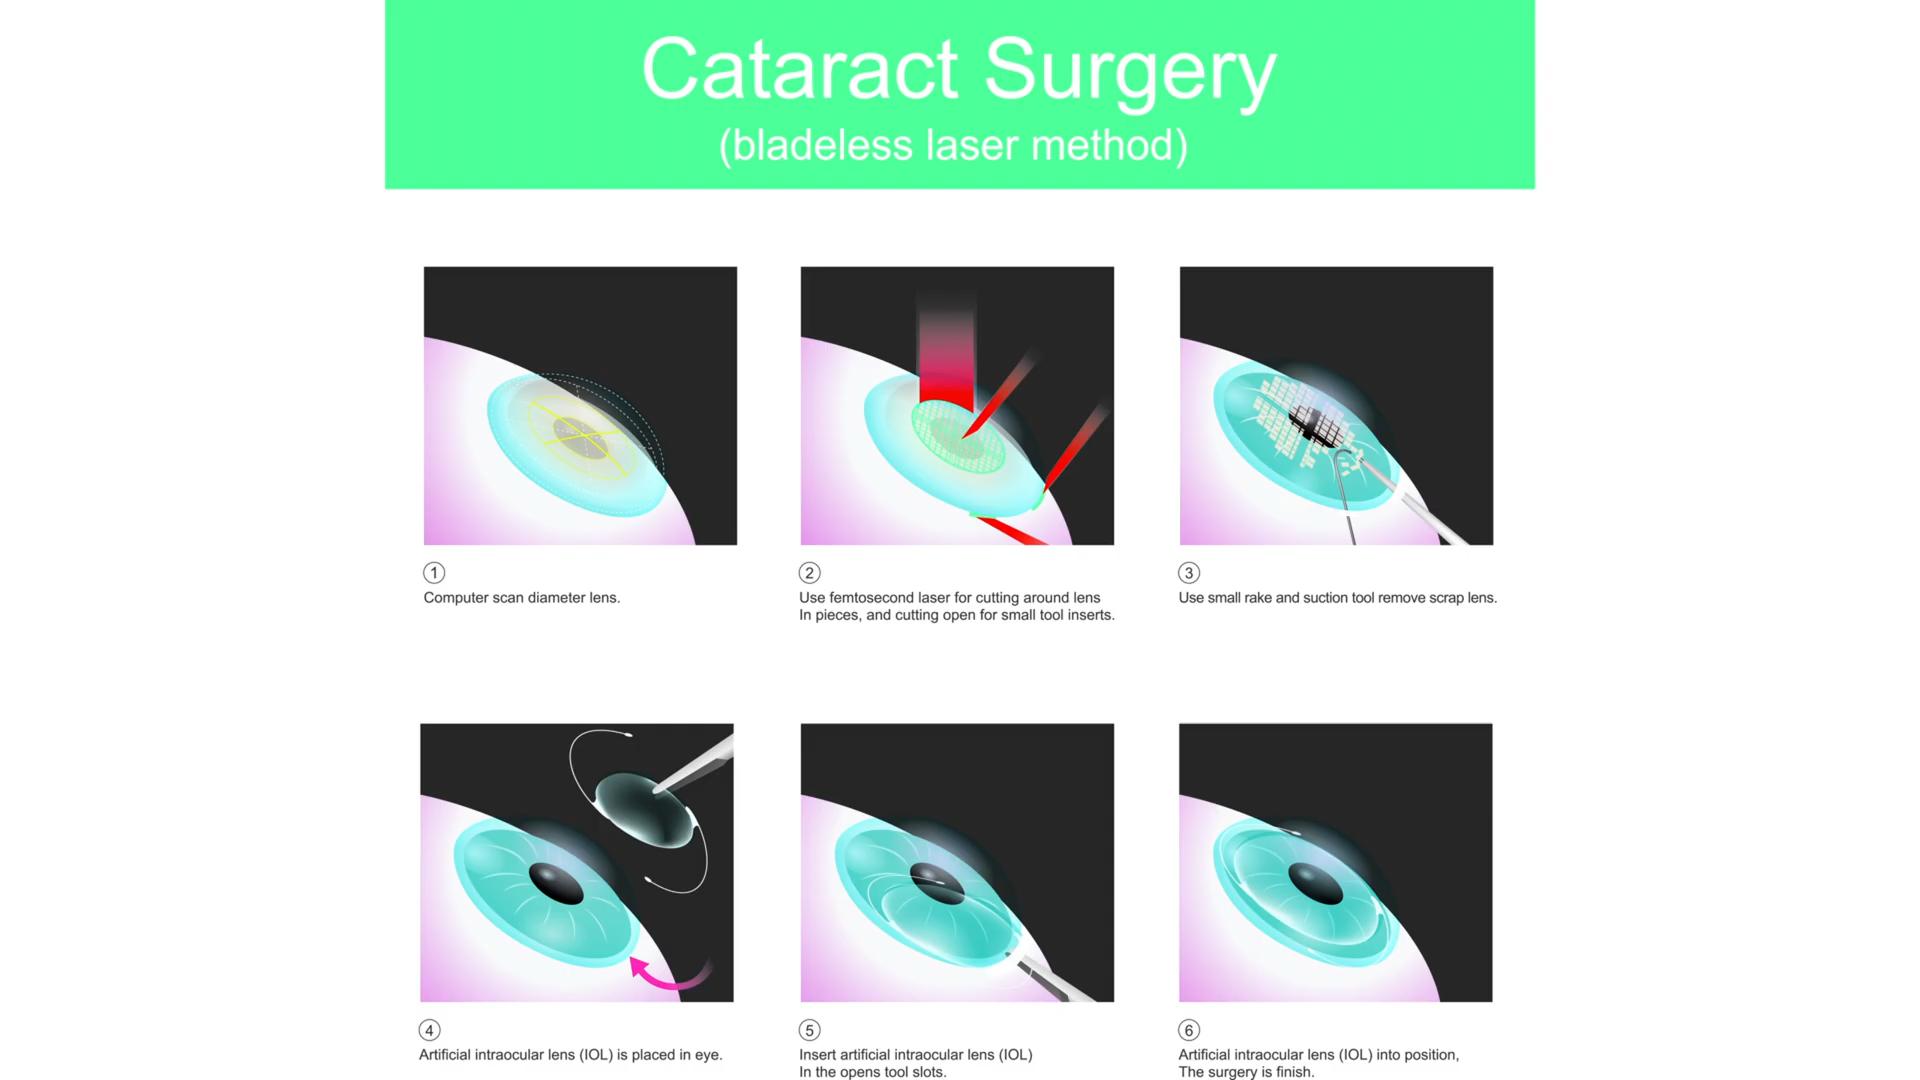 Cataract Surgery
(bladeless laser method)
1
Computer scan diameter lens.
2
Use femtosecond laser for cutting around lens
In pieces, and cutting open for small tool inserts.
3
Use small rake and suction tool remove scrap lens.
4
Artificial intraocular lens (IOL) is placed in eye.
5
Insert artificial intraocular lens (IOL)
In the opens tool slots.
6
Artificial intraocular lens (IOL) into position,
The surgery is finish.